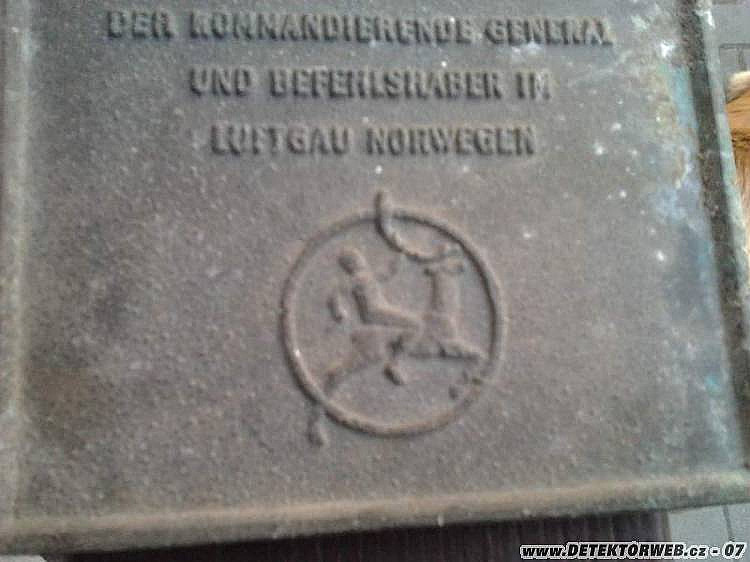 DER KOMMANDIERENDE GENERAL
UND BEFEHLSHABER IM
LUFTGAU NORWEGEN
www.DETEKTORWEB.cz - 07